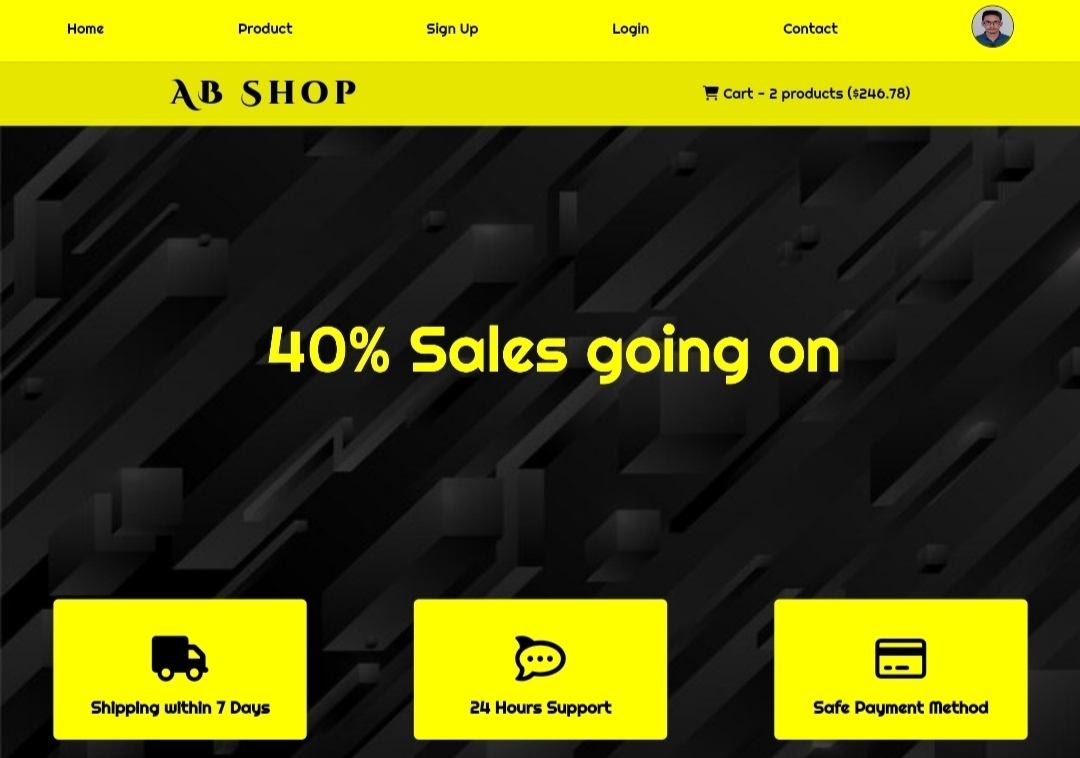 Home Product Sign Up Login Contact
AB SHOP
Cart - 2 products ($246.78)
40% Sales going on
Shipping within 7 Days
24 Hours Support
Safe Payment Method